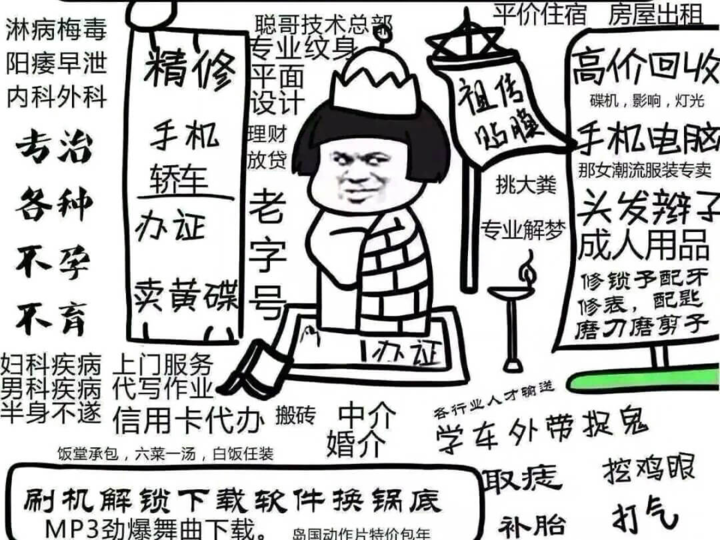 淋病梅毒
阳痿早泄
内科外科
专治
各种
不孕
不育
精修
手机
轿车
办证
卖黄碟
聪哥技术总部
专业纹身
平面
设计
理财
放贷
老
字
号
平价住宿 房屋出租
祖传
贴膜
挑大粪
专业解梦
高价回收
碟机，影响，灯光
手机电脑
那女潮流服装专卖
头发辫子
成人用品
修锁予配牙
修表，配匙
磨刀磨剪子
办证
妇科疾病 上门服务
男科疾病 代写作业
半身不遂
信用卡代办
搬砖
中介
婚介
各行业人才输送
学车外带捉鬼
饭堂承包，六菜一汤，白饭任装
取痣
挖鸡眼
补胎
打气
刷机解锁下载软件换锅底
MP3劲爆舞曲下载。
岛国动作片特价包年